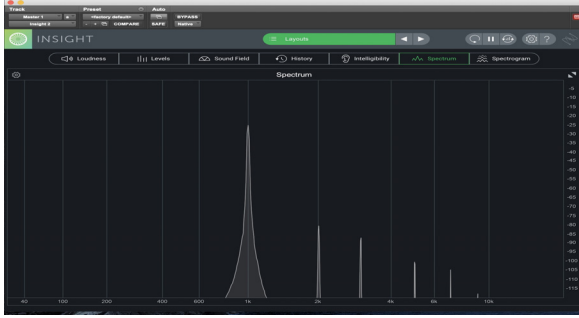 Track Preset Auto
Master 1 a <factory default>
Insight 2 - + COMPARE SAFE Native
BYPASS
INSIGHT
Layouts
?
Loudness Levels Sound Field History Intelligibility Spectrum Spectrogram
Spectrum
-5
-10
-15
-20
-25
-30
-35
-40
-45
-50
-55
-60
-65
-70
-75
-80
-85
-90
-95
-100
-105
-110
-115
40 100 200 400 600 1k 2k 4k 6k 10k